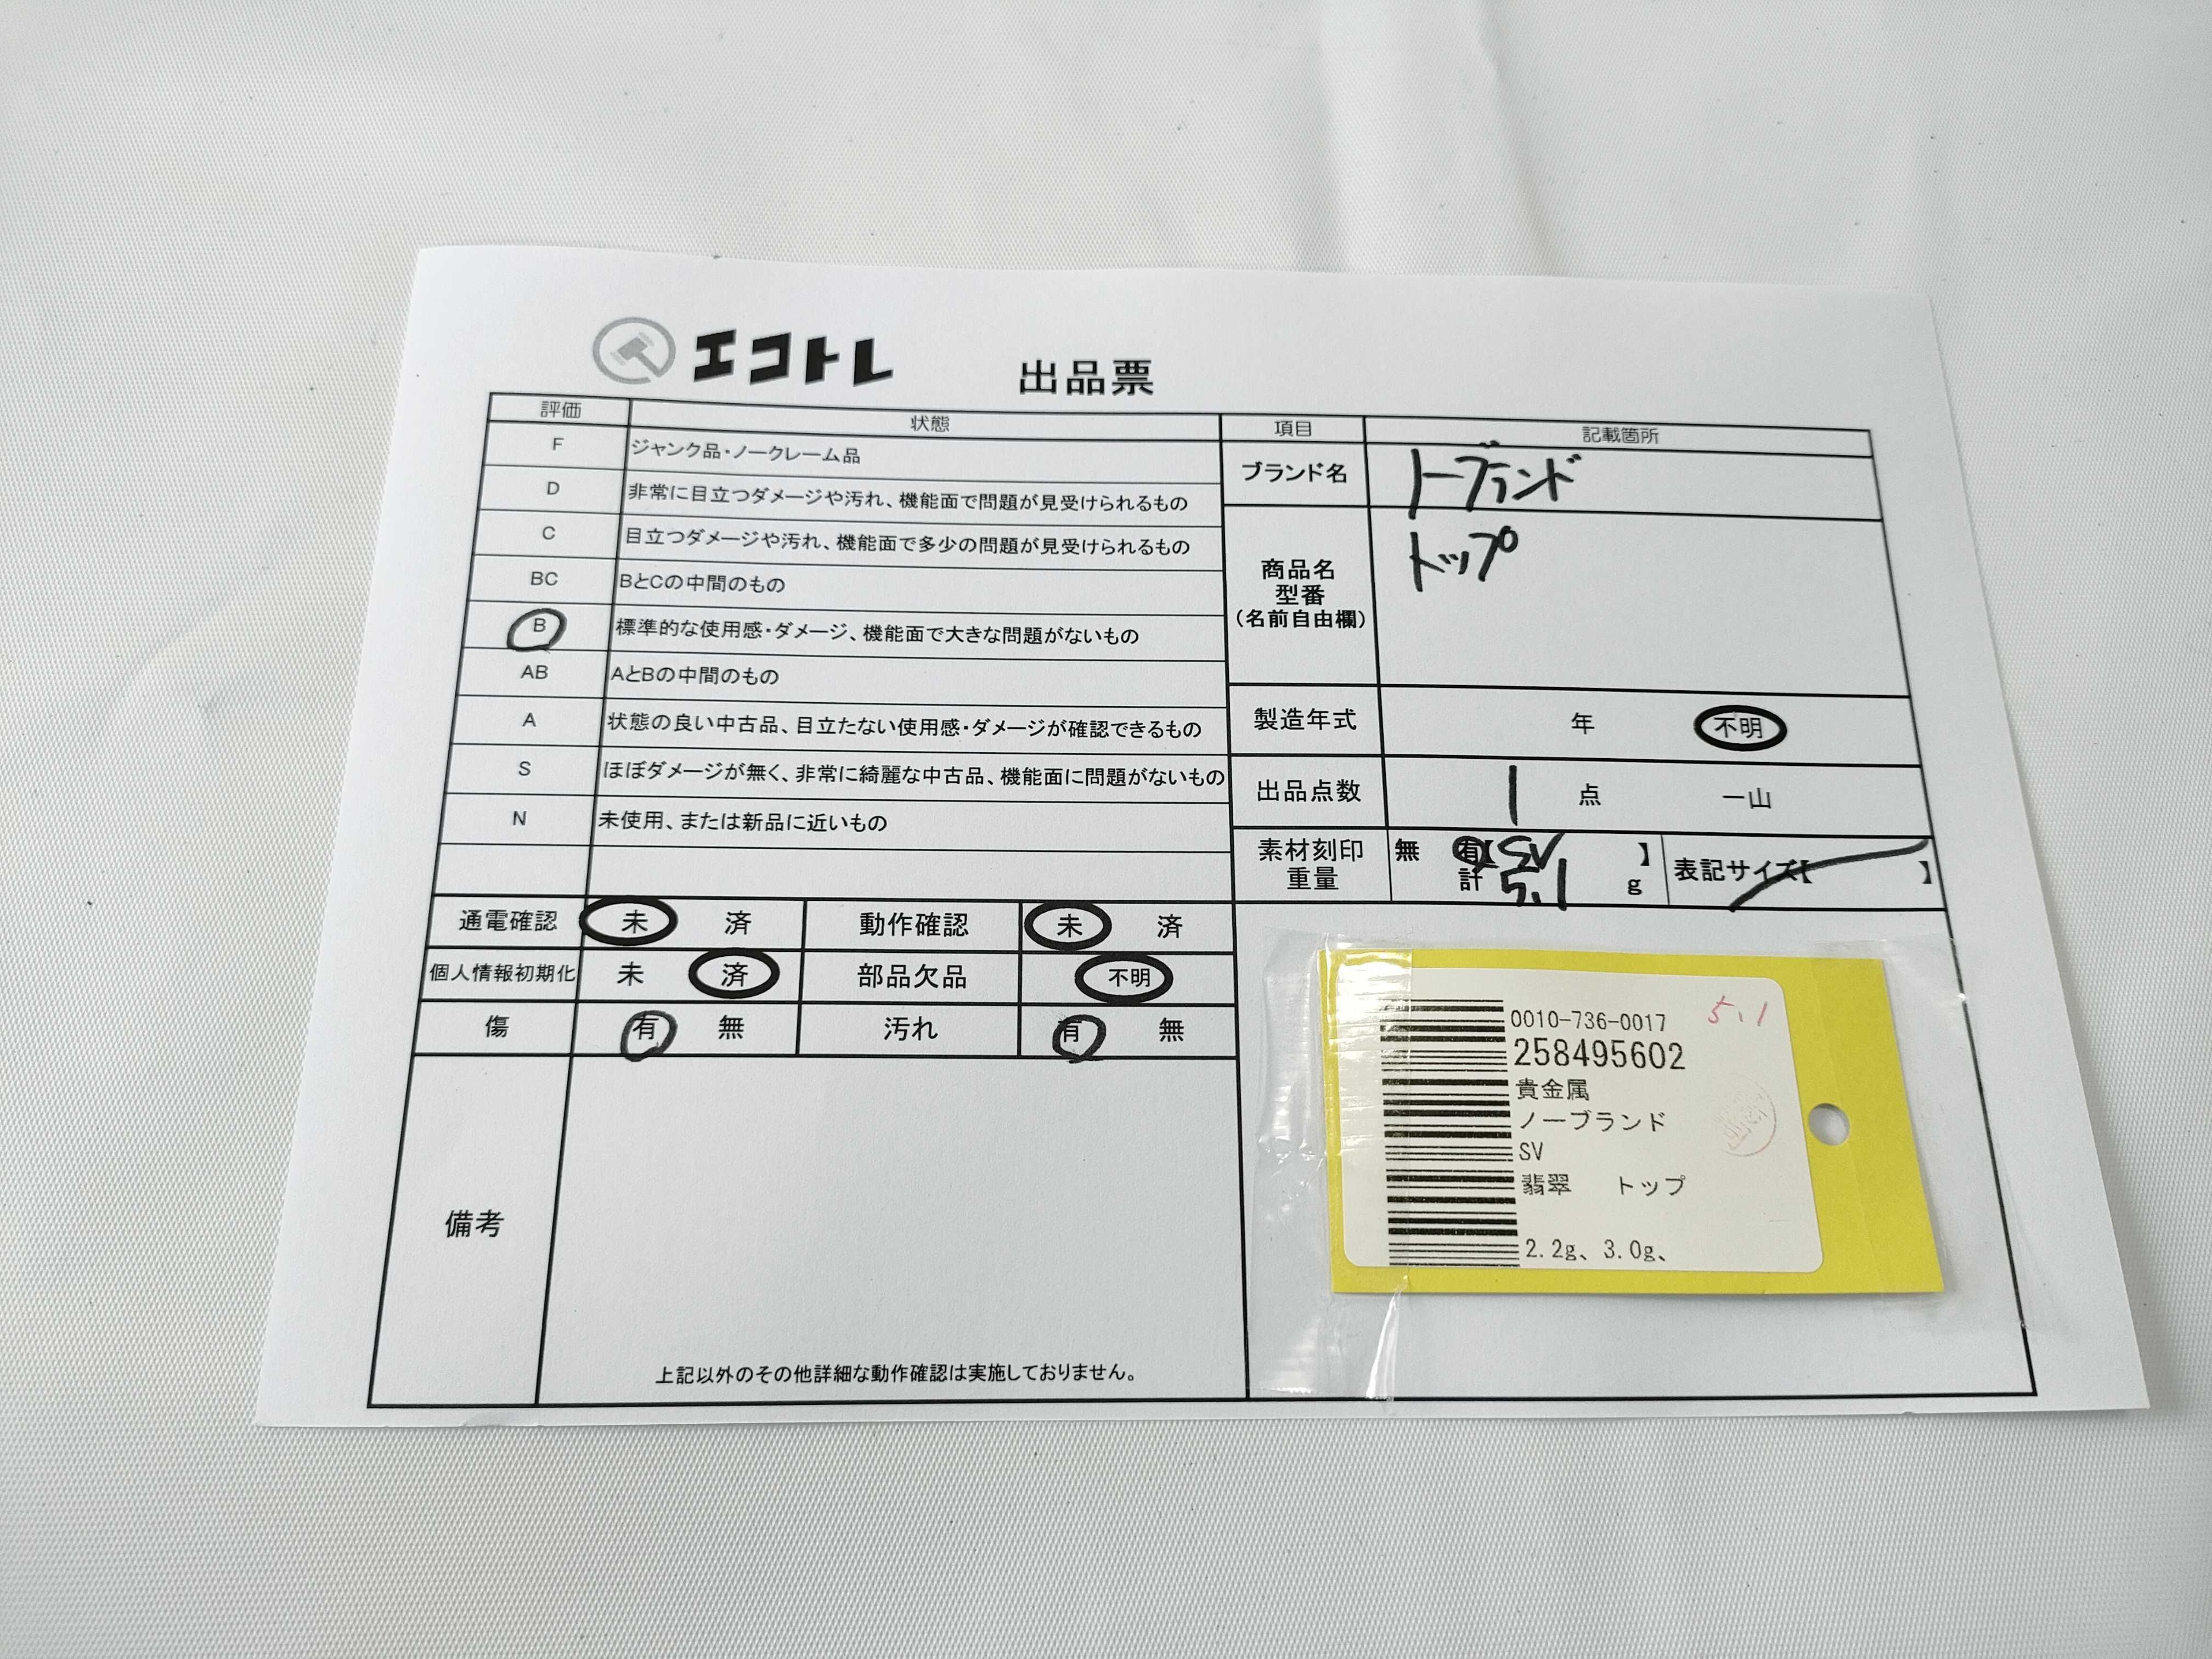 エコトレ 出品票
評価 状態
F ジャンク品・ノークレーム品
D 非常に目立つダメージや汚れ、機能面で問題が見受けられるもの
C 目立つダメージや汚れ、機能面で多少の問題が見受けられるもの
BC BとCの中間のもの
B 標準的な使用感・ダメージ、機能面で大きな問題がないもの
AB AとBの中間のもの
A 状態の良い中古品、目立たない使用感・ダメージが確認できるもの
S ほぼダメージが無く、非常に綺麗な中古品、機能面に問題がないもの
N 未使用、または新品に近いもの
項目 記載箇所
ブランド名 ノーブランド
商品名
型番
(名前自由欄)
トップ
製造年式 年 不明
出品点数 1 点 一山
素材刻印 無 有【SV 】
重量 計 5.1 g
表記サイズ【 】
通電確認 未 済 動作確認 未 済
個人情報初期化 未 済 部品欠品 不明
傷 有 無 汚れ 有 無
備考
上記以外のその他詳細な動作確認は実施しておりません。
0010-736-0017
5.1
258495602
貴金属
ノーブランド
SV
翡翠 トップ
2.2g、3.0g、